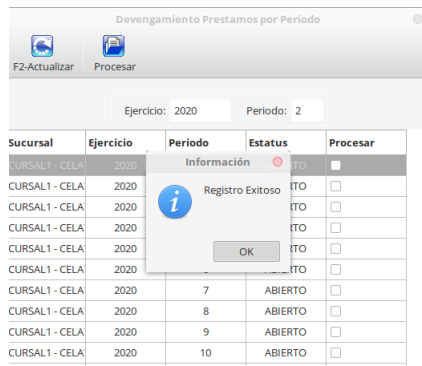 Devengamiento Prestamos por Periodo
F2-Actualizar Procesar
Ejercicio: 2020 Periodo: 2
Sucursal Ejercicio Periodo Estatus Procesar
CURSAL1 - CELA 2020
CURSAL1 - CELA 2020
CURSAL1 - CELA 2020
CURSAL1 - CELA 2020
CURSAL1 - CELA 2020
CURSAL1 - CELA 2020
CURSAL1 - CELA 2020 7 ABIERTO
CURSAL1 - CELA 2020 8 ABIERTO
CURSAL1 - CELA 2020 9 ABIERTO
CURSAL1 - CELA 2020 10 ABIERTO
Información
Registro Exitoso
OK